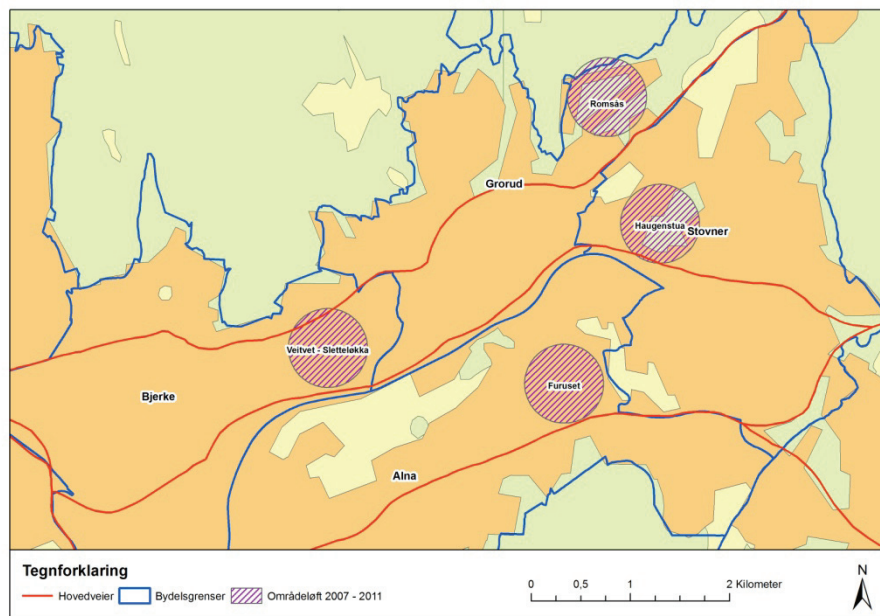 Romsås
Grorud
Haugenstua
Stovner
Veitvet - Sletteløkka
Furuset
Bjerke
Alna
Tegnforklaring
Hovedveier
Bydelsgrenser
Områdeløft 2007 - 2011
0 0,5 1 2 Kilometer
N